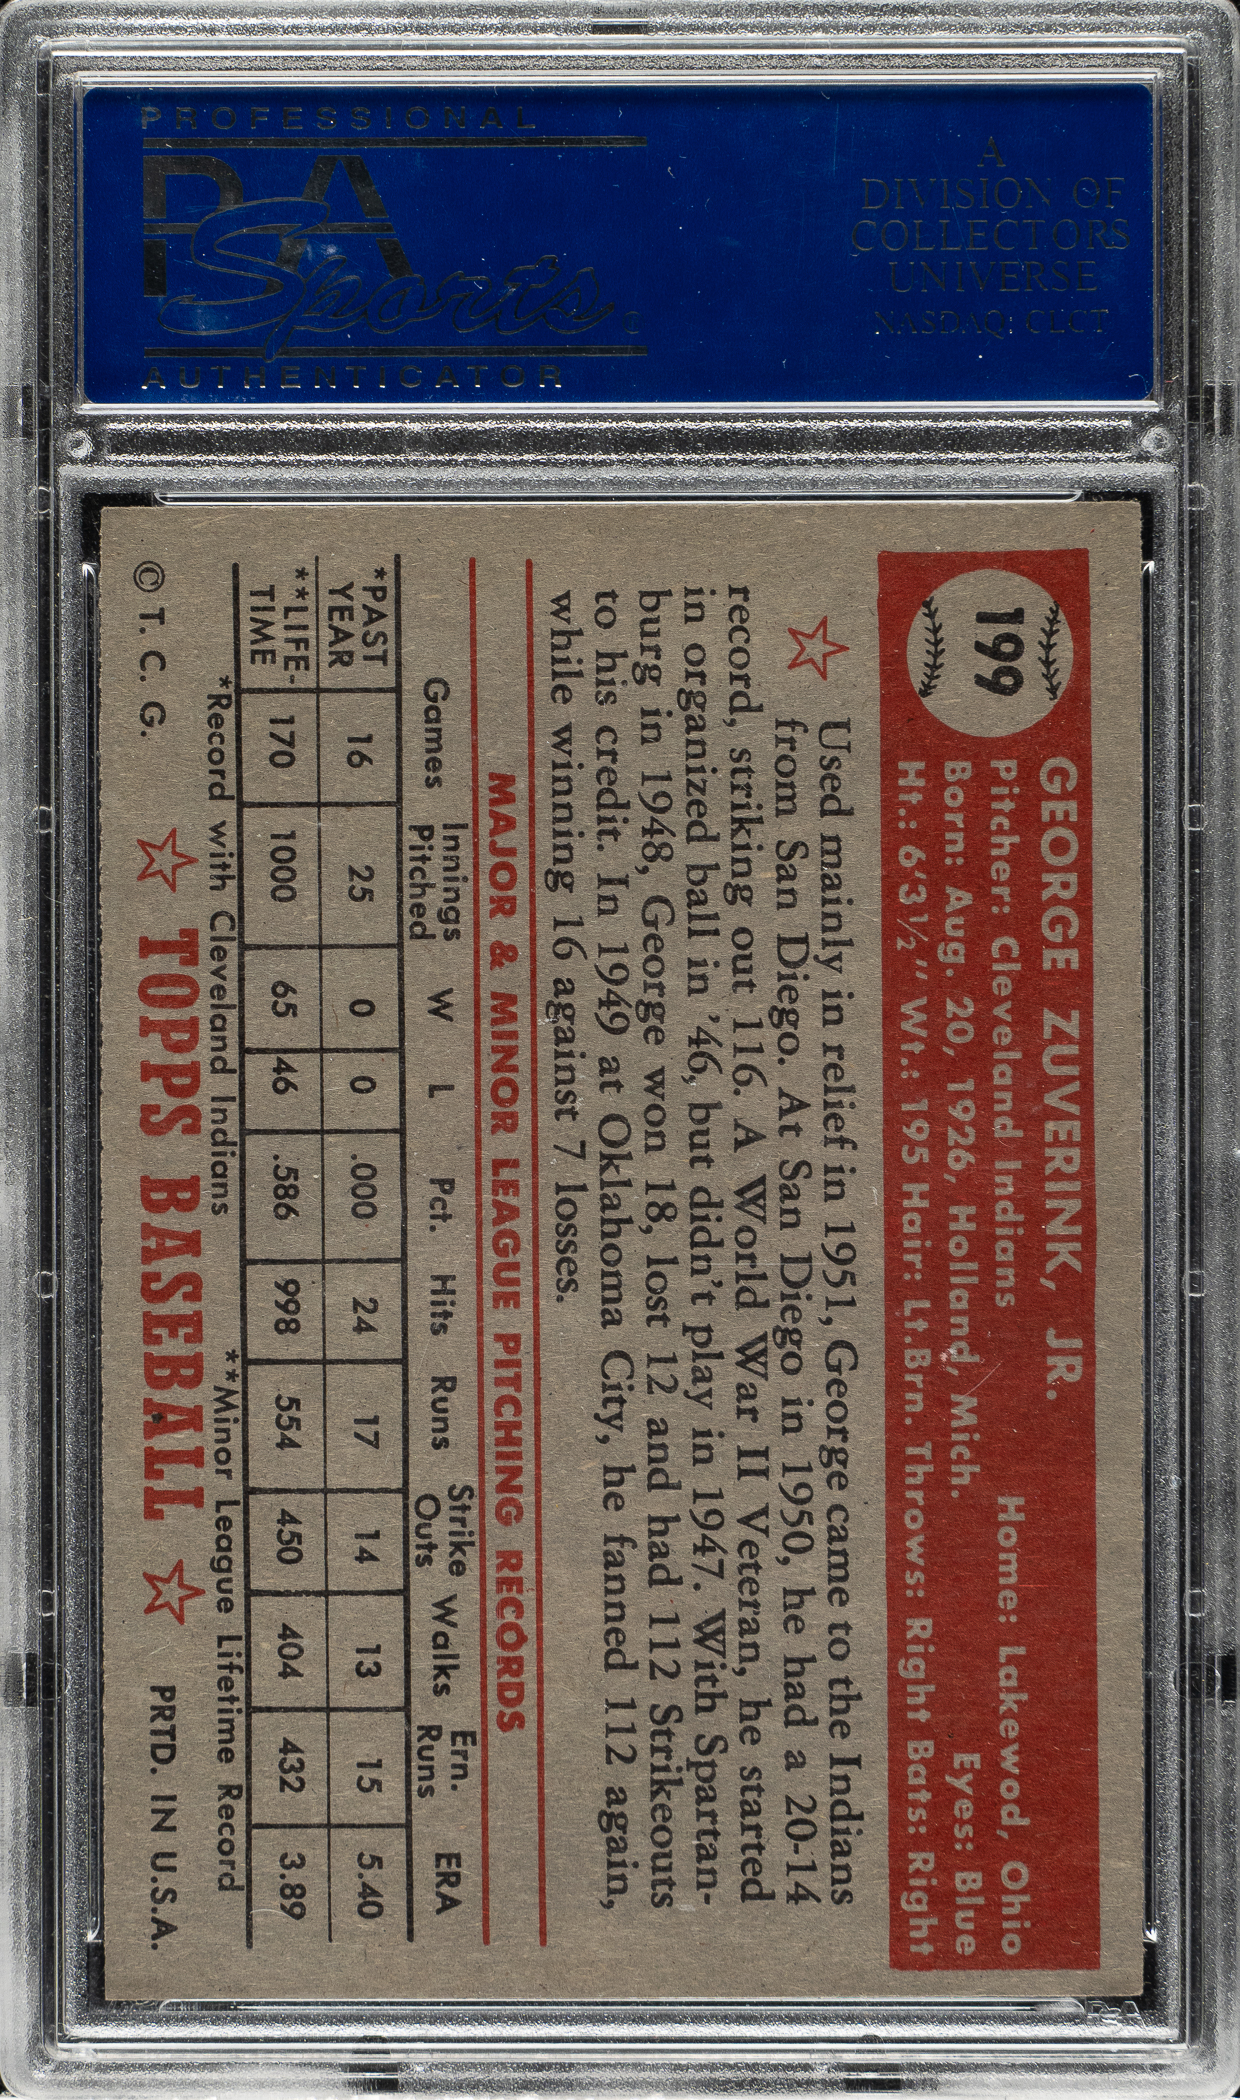 PROFESSIONAL
PSA
Sports
AUTHENTICATOR
A
DIVISION OF
COLLECTORS
UNIVERSE
NASDAQ: CLCT
199
GEORGE ZUVERINK, JR.
Pitcher: Cleveland Indians Home: Lakewod, Ohio
Born: Aug. 20, 1926, Holland, Mich. Eyes: Blue
Ht.: 6'3½" Wt.: 195 Hair: Lt.Brn. Throws: Right Bats: Right
Used mainly in relief in 1951, George came to the Indians
from San Diego. At San Diego in 1950, he had a 20-14
record, striking out 116. A World War II Veteran, he started
in organized ball in '46, but didn't play in 1947. With Spartan-
burg in 1948, George won 18, lost 12 and had 112 Strikeouts
to his credit. In 1949 at Oklahoma City, he fanned 112 again,
while winning 16 against 7 losses.
MAJOR & MINOR LEAGUE PITCHING RECORDS
Games Innings Pitched W L Pct. Hits Runs Strike Outs Walks Ern. Runs ERA
*PAST YEAR 16 25 0 0 .000 24 17 14 13 15 5.40
**LIFE-TIME 170 1000 65 46 .586 998 554 450 404 432 3.89
*Record with Cleveland Indians **Minor League Lifetime Record
© T. C. G. TOPPS BASEBALL PRTD. IN U.S.A.
PSA